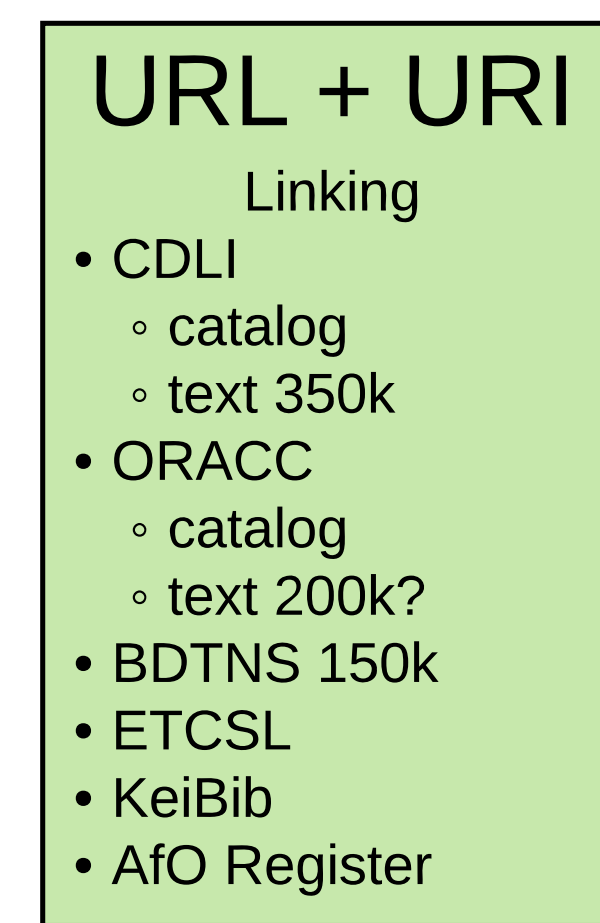 URL + URI
Linking
• CDLI
◦ catalog
◦ text 350k
• ORACC
◦ catalog
◦ text 200k?
• BDTNS 150k
• ETCSL
• KeiBib
• AfO Register